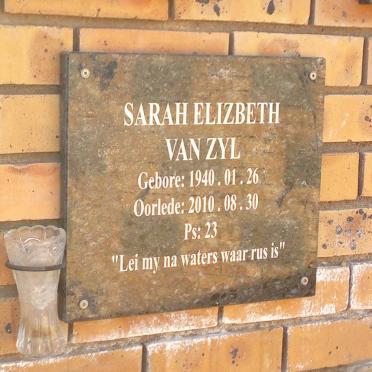 SARAH ELIZBETH
VAN ZYL
Gebore: 1940 . 01 . 26
Oorlede: 2010 . 08 . 30
Ps: 23
"Lei my na waters waar rus is"